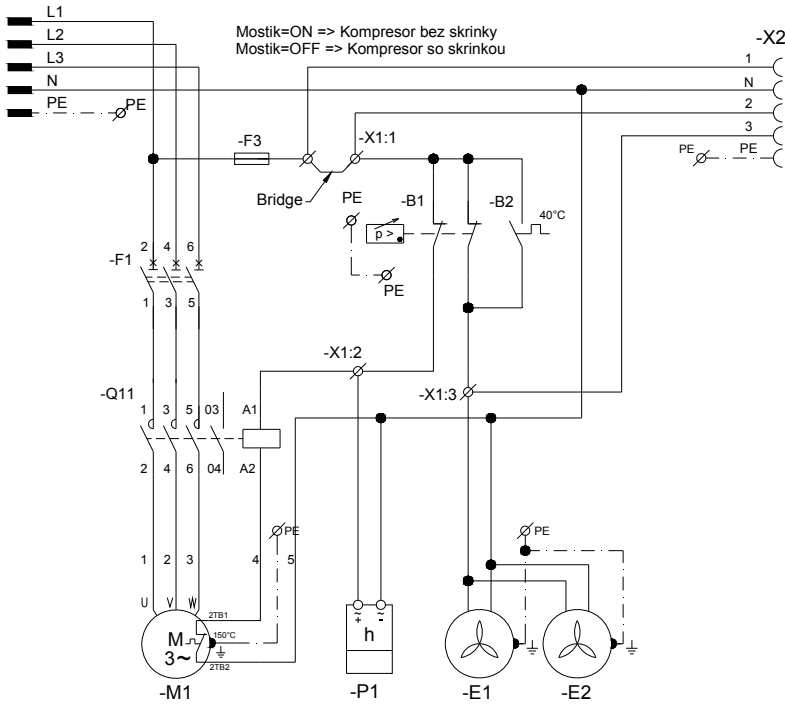 L1
L2
L3
N
PE
PE
Mostik=ON => Kompresor bez skrinky
Mostik=OFF => Kompresor so skrinkou
-X2
1
N
2
3
PE
PE
-F3
-X1:1
Bridge
PE
-B1
-B2
40°C
p >
PE
2 4 6
-F1
1 3 5
-X1:2
-X1:3
-Q11
1 3 5 03 A1
2 4 6 04 A2
PE
PE
1 2 3 4 5
U V W
2TB1
M
3~
150°C
2TB2
~ ~
+ -
h
-M1
-P1
-E1
-E2